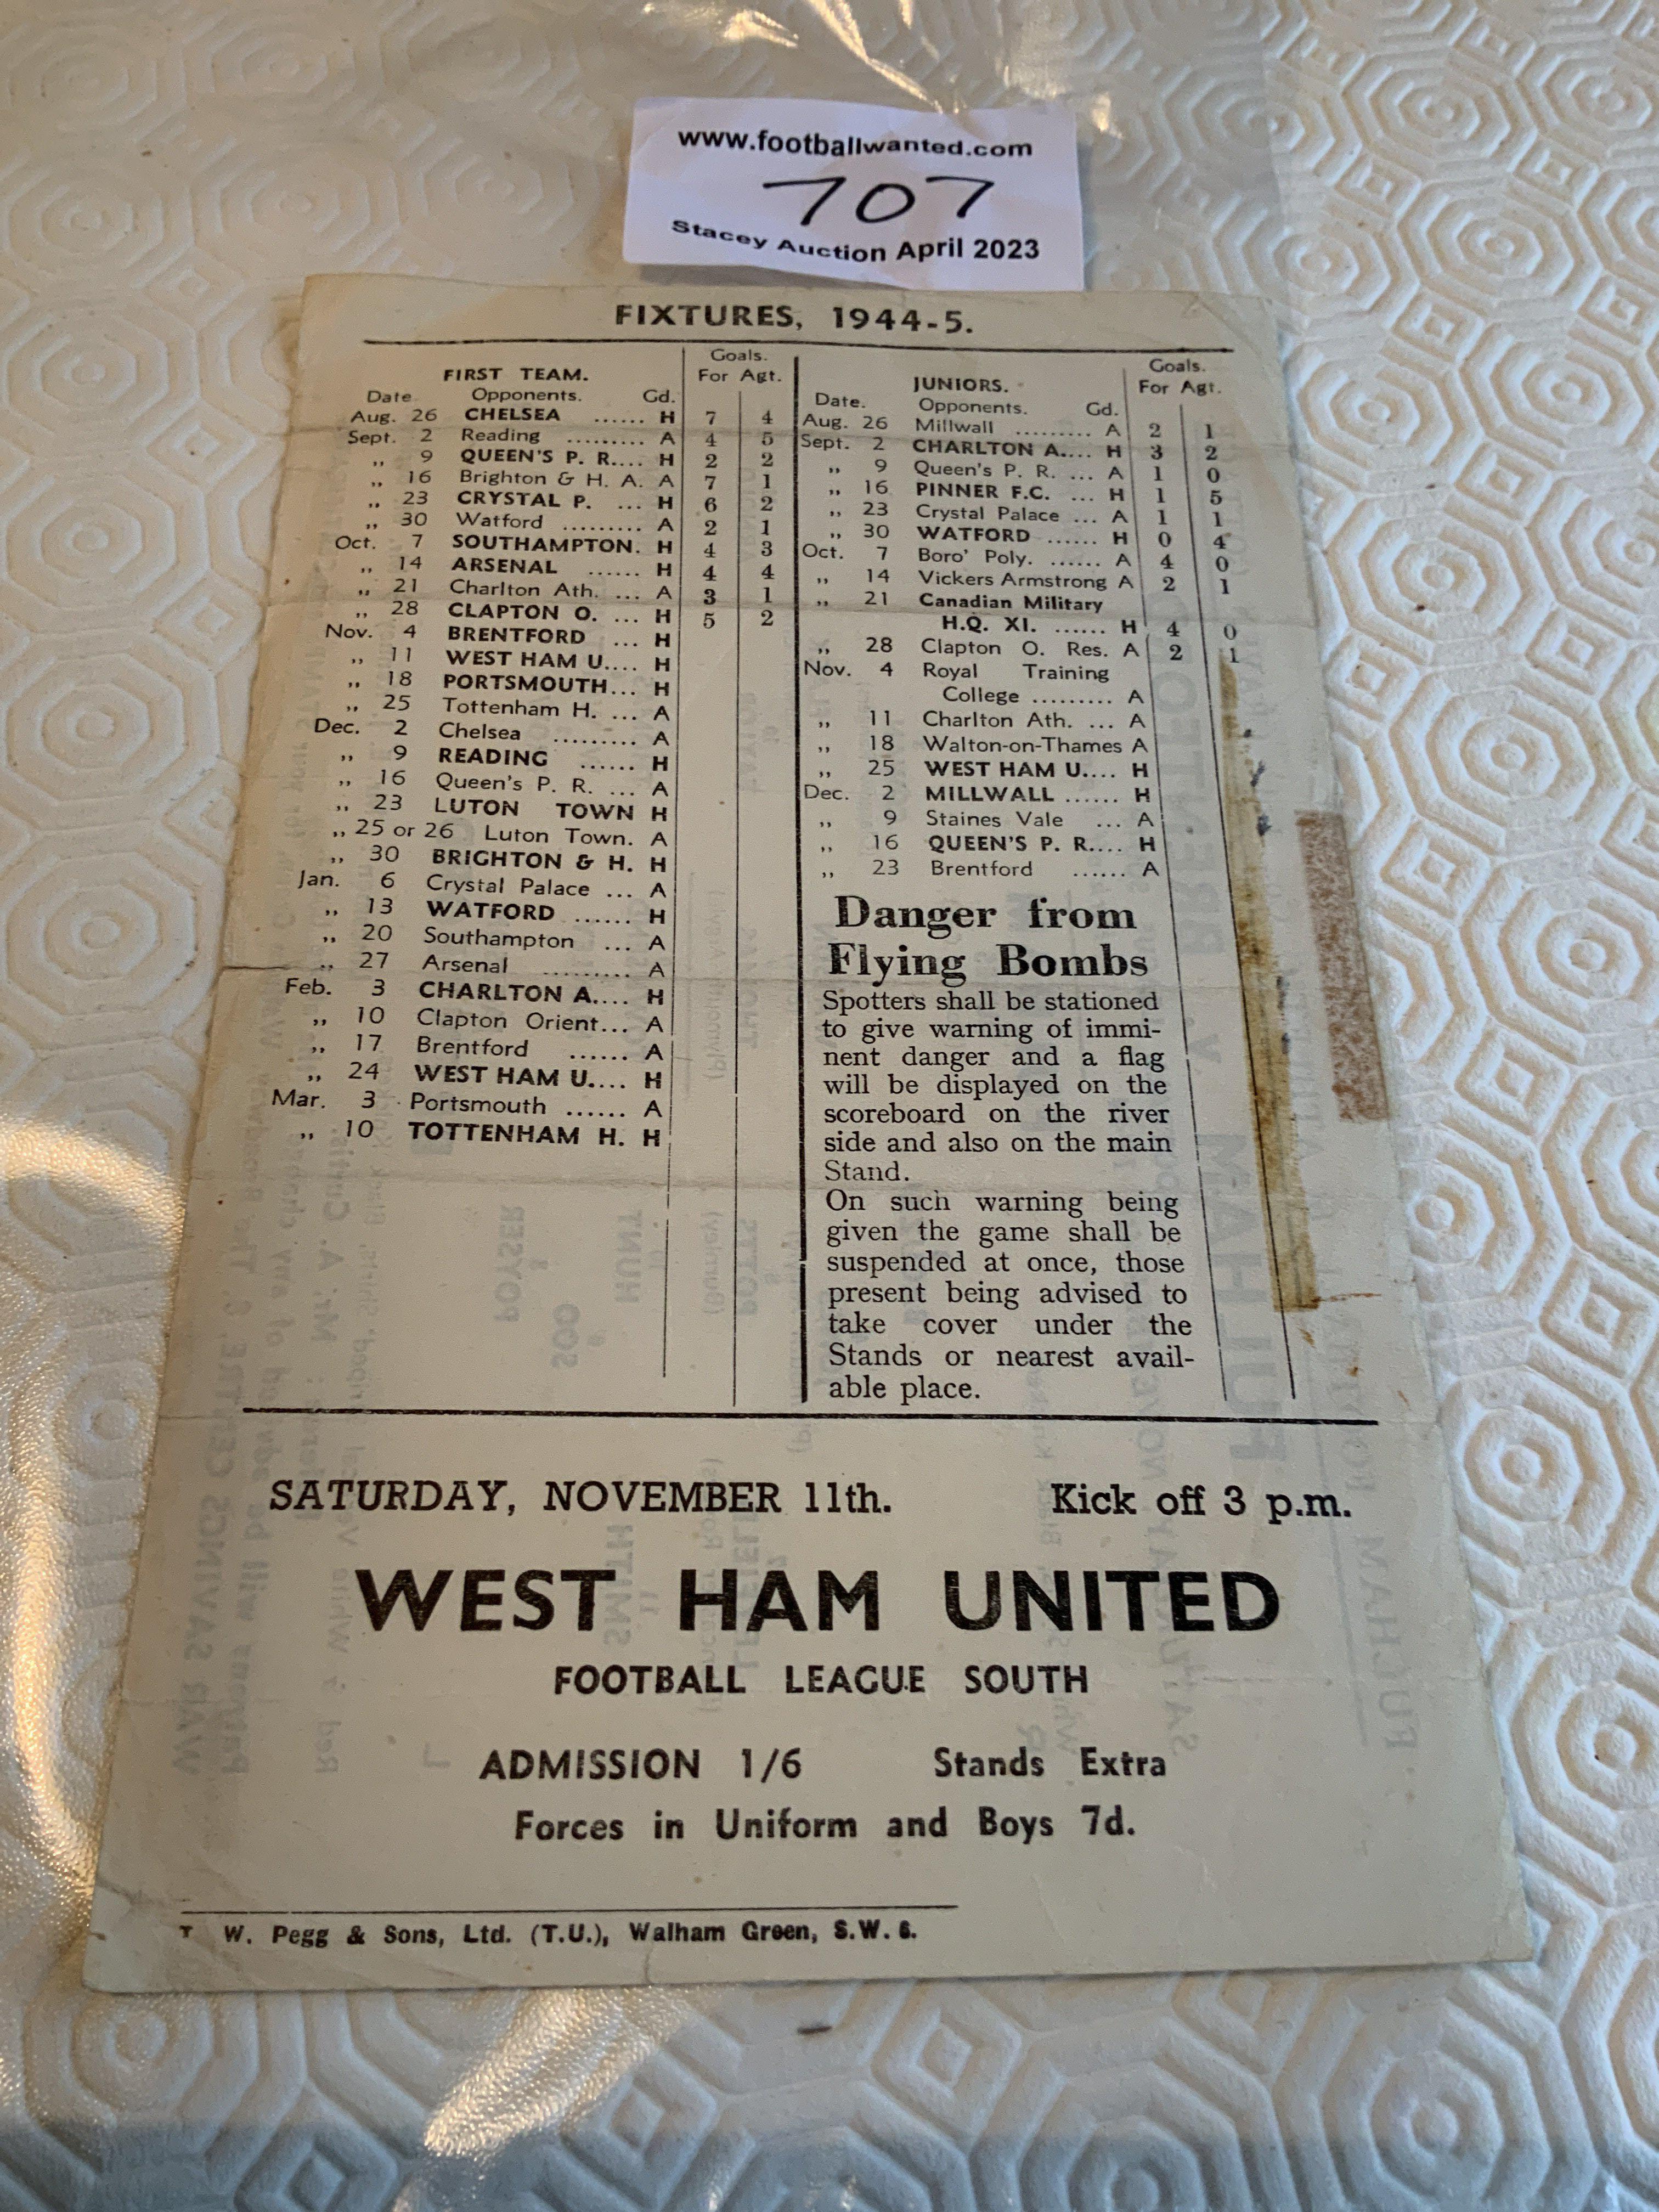 www.footballwanted.com
707
Stacey Auction April 2023
FIXTURES, 1944-5.
FIRST TEAM.
Goals.
Date Opponents. Gd. For Agt.
Aug. 26 CHELSEA ...... H 7 4
Sept. 2 Reading ......... A 4 5
,, 9 QUEEN'S P. R.... H 2 2
,, 16 Brighton & H. A. A 7 1
,, 23 CRYSTAL P. ... H 6 2
,, 30 Watford ......... A 2 1
Oct. 7 SOUTHAMPTON. H 4 3
,, 14 ARSENAL ...... H 4 4
,, 21 Charlton Ath. ... A 3 1
,, 28 CLAPTON O. ... H 5 2
Nov. 4 BRENTFORD ... H
,, 11 WEST HAM U.... H
,, 18 PORTSMOUTH... H
,, 25 Tottenham H. ... A
Dec. 2 Chelsea ......... A
,, 9 READING ...... H
,, 16 Queen's P. R. ... A
,, 23 LUTON TOWN H
,, 25 or 26 Luton Town. A
,, 30 BRIGHTON & H. H
Jan. 6 Crystal Palace ... A
,, 13 WATFORD ...... H
,, 20 Southampton ... A
,, 27 Arsenal ......... A
Feb. 3 CHARLTON A.... H
,, 10 Clapton Orient... A
,, 17 Brentford ...... A
,, 24 WEST HAM U.... H
Mar. 3 Portsmouth ...... A
,, 10 TOTTENHAM H. H
JUNIORS.
Goals.
Date. Opponents. Gd. For Agt.
Aug. 26 Millwall ......... A 2 1
Sept. 2 CHARLTON A.... H 3 2
,, 9 Queen's P. R. ... A 1 0
,, 16 PINNER F.C. ... H 1 5
,, 23 Crystal Palace ... A 1 1
,, 30 WATFORD ...... H 0 4
Oct. 7 Boro' Poly. ...... A 4 0
,, 14 Vickers Armstrong A 2 1
,, 21 Canadian Military
H.Q. XI. ...... H 4 0
,, 28 Clapton O. Res. A 2 1
Nov. 4 Royal Training
College ......... A
,, 11 Charlton Ath. ... A
,, 18 Walton-on-Thames A
,, 25 WEST HAM U.... H
Dec. 2 MILLWALL ...... H
,, 9 Staines Vale ... A
,, 16 QUEEN'S P. R.... H
,, 23 Brentford ...... A
Danger from
Flying Bombs
Spotters shall be stationed
to give warning of immi-
nent danger and a flag
will be displayed on the
scoreboard on the river
side and also on the main
Stand.
On such warning being
given the game shall be
suspended at once, those
present being advised to
take cover under the
Stands or nearest avail-
able place.
SATURDAY, NOVEMBER 11th. Kick off 3 p.m.
WEST HAM UNITED
FOOTBALL LEAGUE SOUTH
ADMISSION 1/6 Stands Extra
Forces in Uniform and Boys 7d.
T W. Pegg & Sons, Ltd. (T.U.), Walham Green, S.W.6.